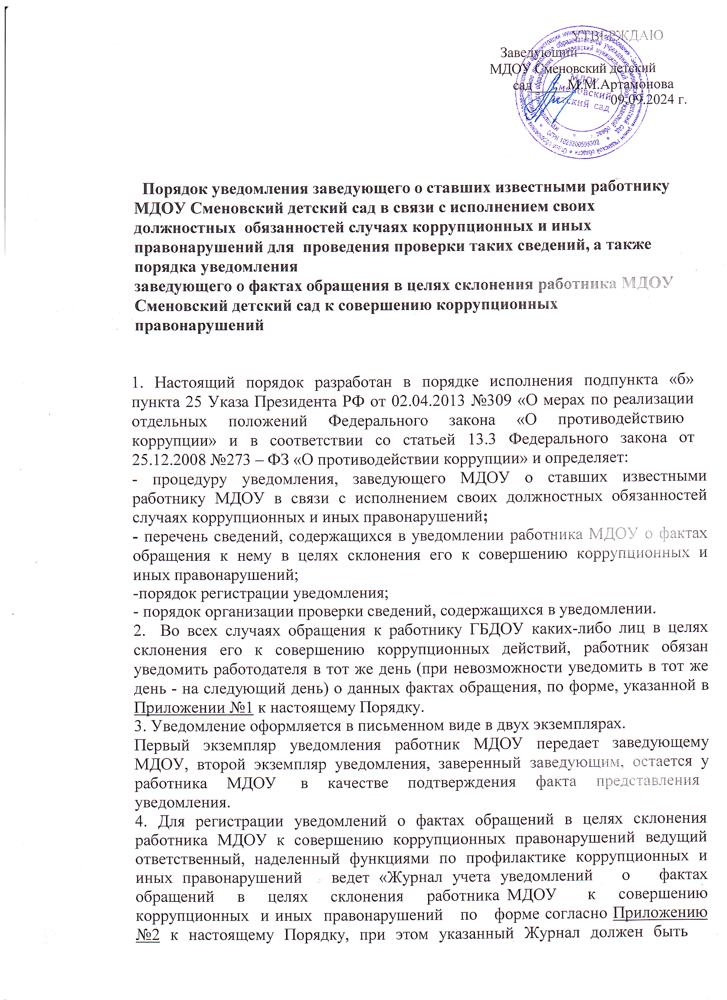 УТВЕРЖДАЮ
Заведующий
МДОУ Сменовский детский
сад_____М.М.Артамонова
09.09.2024 г.
МДОУ
Сменовский
детский сад
ОГРН 1026200598302
Порядок уведомления заведующего о ставших известными работнику
МДОУ Сменовский детский сад в связи с исполнением своих
должностных обязанностей случаях коррупционных и иных
правонарушений для проведения проверки таких сведений, а также
порядка уведомления
заведующего о фактах обращения в целях склонения работника МДОУ
Сменовский детский сад к совершению коррупционных
правонарушений
1. Настоящий порядок разработан в порядке исполнения подпункта «б»
пункта 25 Указа Президента РФ от 02.04.2013 №309 «О мерах по реализации
отдельных положений Федерального закона «О противодействию
коррупции» и в соответствии со статьей 13.3 Федерального закона от
25.12.2008 №273 – ФЗ «О противодействии коррупции» и определяет:
- процедуру уведомления, заведующего МДОУ о ставших известными
работнику МДОУ в связи с исполнением своих должностных обязанностей
случаях коррупционных и иных правонарушений;
- перечень сведений, содержащихся в уведомлении работника МДОУ о фактах
обращения к нему в целях склонения его к совершению коррупционных и
иных правонарушений;
-порядок регистрации уведомления;
- порядок организации проверки сведений, содержащихся в уведомлении.
2. Во всех случаях обращения к работнику ГБДОУ каких-либо лиц в целях
склонения его к совершению коррупционных действий, работник обязан
уведомить работодателя в тот же день (при невозможности уведомить в тот же
день - на следующий день) о данных фактах обращения, по форме, указанной в
Приложении №1 к настоящему Порядку.
3. Уведомление оформляется в письменном виде в двух экземплярах.
Первый экземпляр уведомления работник МДОУ передает заведующему
МДОУ, второй экземпляр уведомления, заверенный заведующим, остается у
работника МДОУ в качестве подтверждения факта представления
уведомления.
4. Для регистрации уведомлений о фактах обращений в целях склонения
работника МДОУ к совершению коррупционных правонарушений ведущий
ответственный, наделенный функциями по профилактике коррупционных и
иных правонарушений ведет «Журнал учета уведомлений о фактах
обращений в целях склонения работника МДОУ к совершению
коррупционных и иных правонарушений по форме согласно Приложению
№2 к настоящему Порядку, при этом указанный Журнал должен быть